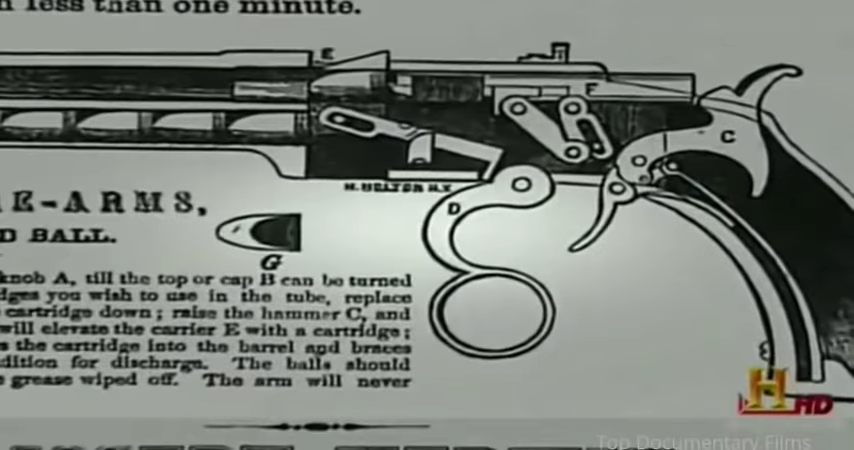 n less than one minute.
E
F
C
H. HELTON N.Y.
D
E-ARMS,
D BALL.
G
knob A, till the top or cap B can be turned
dges you wish to use in the tube, replace
cartridge down; raise the hammer C, and
will elevate the carrier E with a cartridge;
s the cartridge into the barrel and braces
dition for discharge. The balls should
grease wiped off. The arm will never
H HD
Top Documentary Films